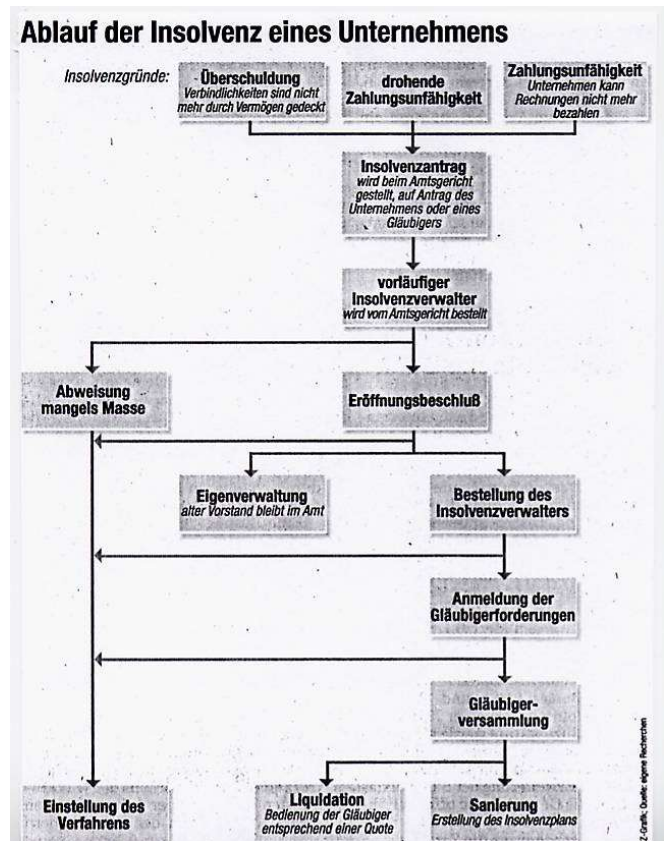 Ablauf der Insolvenz eines Unternehmens
Insolvenzgründe:
Überschuldung
Verbindlichkeiten sind nicht
mehr durch Vermögen gedeckt
drohende
Zahlungsunfähigkeit
Zahlungsunfähigkeit
Unternehmen kann
Rechnungen nicht mehr
bezahlen
Insolvenzantrag
wird beim Amtsgericht
gestellt, auf Antrag des
Unternehmens oder eines
Gläubigers
vorläufiger
Insolvenzverwalter
wird vom Amtsgericht bestellt
Abweisung
mangels Masse
Eröffnungsbeschluß
Eigenverwaltung
alter Vorstand bleibt im Amt
Bestellung des
Insolvenzverwalters
Anmeldung der
Gläubigerforderungen
Gläubiger-
versammlung
Einstellung des
Verfahrens
Liquidation
Bedienung der Gläubiger
entsprechend einer Quote
Sanierung
Erstellung des Insolvenzplans
Z-Grafik; Quelle: eigene Recherchen